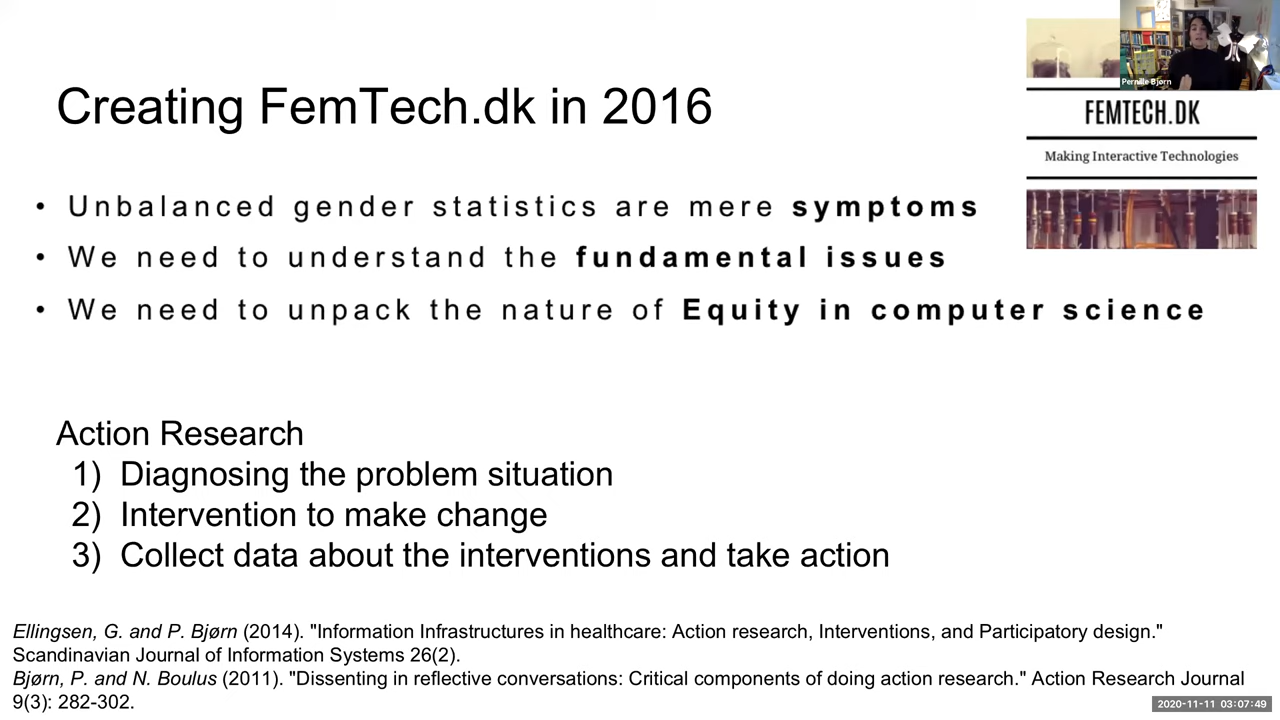 Creating FemTech.dk in 2016
Pernille Bjørn
FEMTECH.DK
Making Interactive Technologies
• Unbalanced gender statistics are mere symptoms
• We need to understand the fundamental issues
• We need to unpack the nature of Equity in computer science
Action Research
1) Diagnosing the problem situation
2) Intervention to make change
3) Collect data about the interventions and take action
Ellingsen, G. and P. Bjørn (2014). "Information Infrastructures in healthcare: Action research, Interventions, and Participatory design."
Scandinavian Journal of Information Systems 26(2).
Bjørn, P. and N. Boulus (2011). "Dissenting in reflective conversations: Critical components of doing action research." Action Research Journal
9(3): 282-302.
2020-11-11 03:07:49